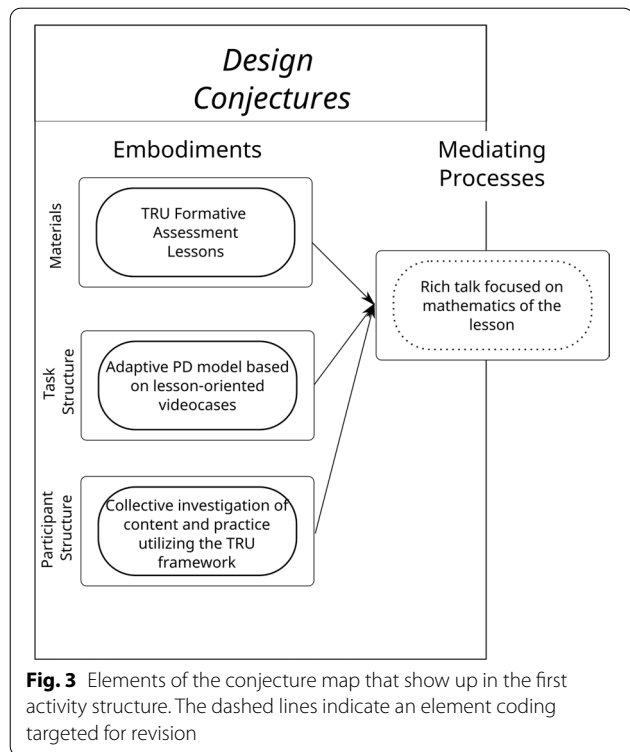 Design
Conjectures
Embodiments
Mediating
Processes
Materials
TRU Formative
Assessment
Lessons
Rich talk focused on
mathematics of the
lesson
Task
Structure
Adaptive PD model based
on lesson-oriented
videocases
Participant
Structure
Collective investigation of
content and practice
utilizing the TRU
framework
Fig. 3 Elements of the conjecture map that show up in the first
activity structure. The dashed lines indicate an element coding
targeted for revision